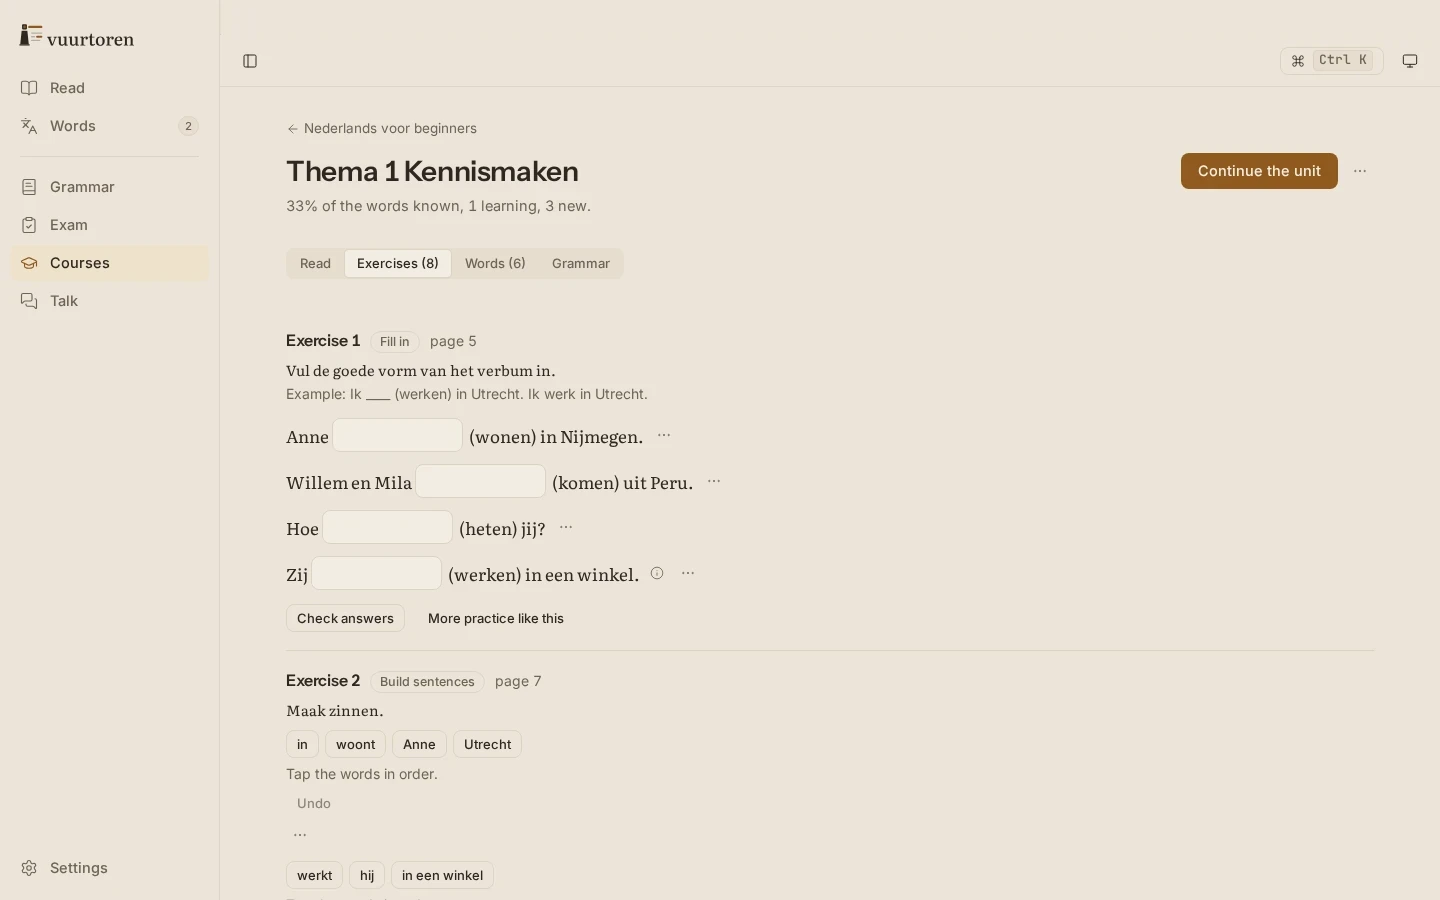 vuurtoren
Ctrl K
Read
Words 2
Grammar
Exam
Courses
Talk
Settings
← Nederlands voor beginners
Thema 1 Kennismaken
Continue the unit ...
33% of the words known, 1 learning, 3 new.
Read Exercises (8) Words (6) Grammar
Exercise 1 Fill in page 5
Vul de goede vorm van het verbum in.
Example: Ik ___ (werken) in Utrecht. Ik werk in Utrecht.
Anne (wonen) in Nijmegen. ...
Willem en Mila (komen) uit Peru. ...
Hoe (heten) jij? ...
Zij (werken) in een winkel. ...
Check answers More practice like this
Exercise 2 Build sentences page 7
Maak zinnen.
in woont Anne Utrecht
Tap the words in order.
Undo
...
werkt hij in een winkel